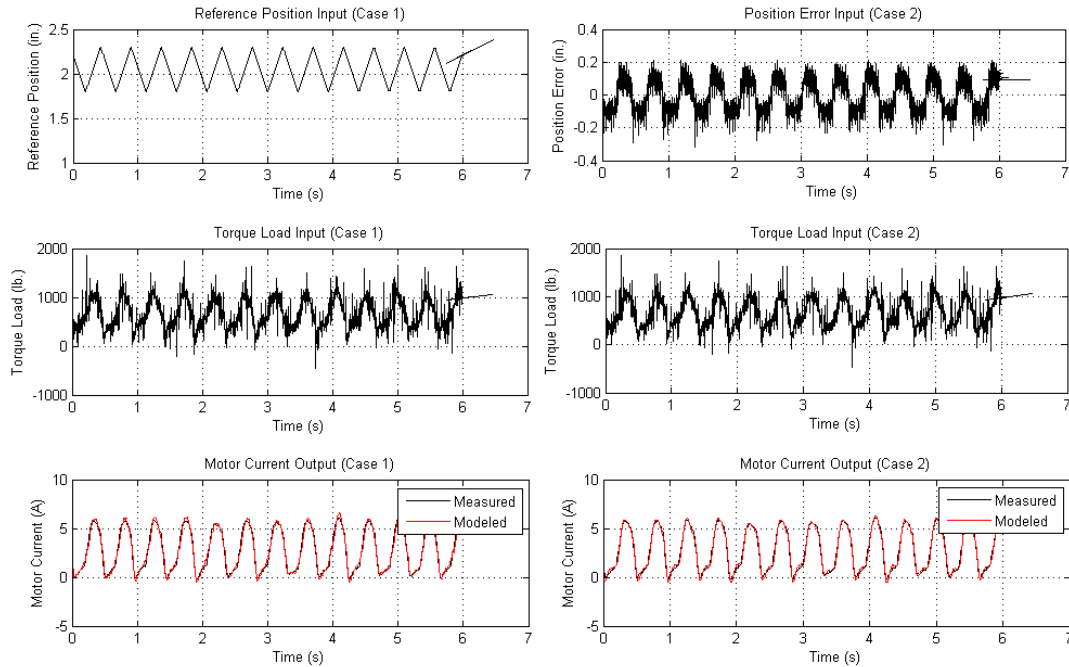 Reference Position Input (Case 1)
Reference Position (in.)
2.5
2
1.5
1
0 1 2 3 4 5 6 7
Time (s)
Position Error Input (Case 2)
Position Error (in.)
0.4
0.2
0
-0.2
-0.4
0 1 2 3 4 5 6 7
Time (s)
Torque Load Input (Case 1)
Torque Load (lb.)
2000
1000
0
-1000
0 1 2 3 4 5 6 7
Time (s)
Torque Load Input (Case 2)
Torque Load (lb.)
2000
1000
0
-1000
0 1 2 3 4 5 6 7
Time (s)
Motor Current Output (Case 1)
Motor Current (A)
10
5
0
-5
Measured
Modeled
0 1 2 3 4 5 6 7
Time (s)
Motor Current Output (Case 2)
Motor Current (A)
10
5
0
-5
Measured
Modeled
0 1 2 3 4 5 6 7
Time (s)